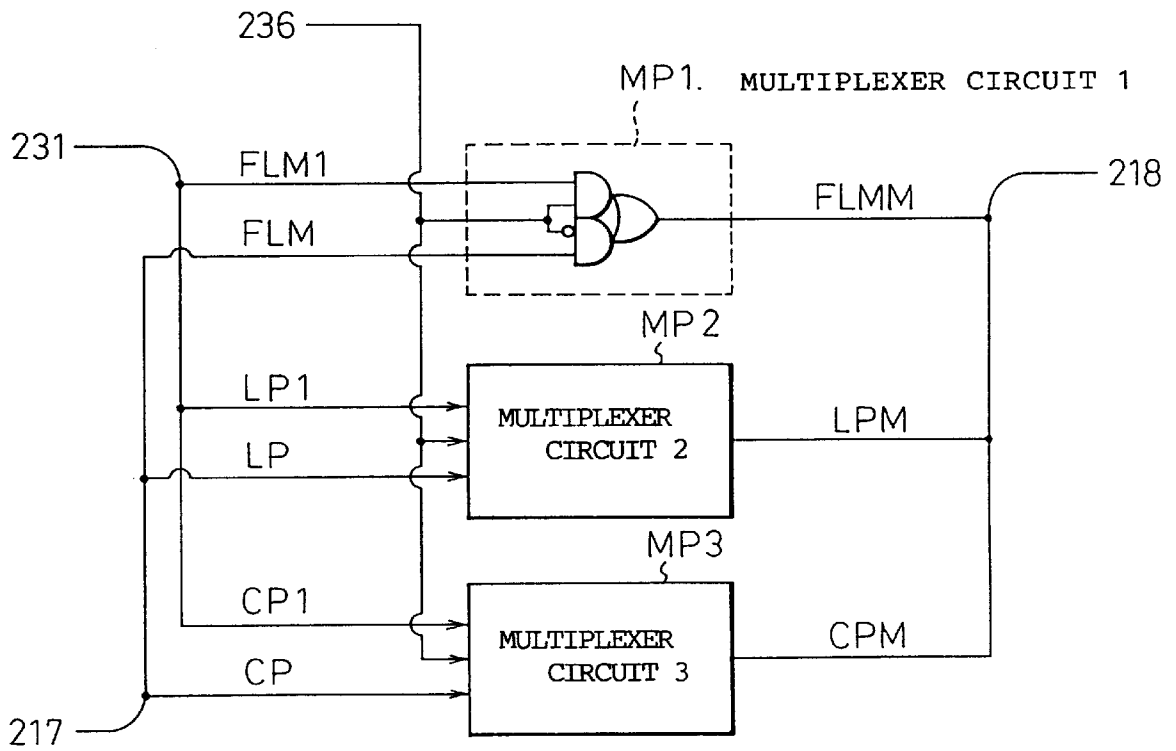 236
MP1. MULTIPLEXER CIRCUIT 1
231
FLM1
FLMM
218
FLM
MP2
LP1
MULTIPLEXER
CIRCUIT 2
LPM
LP
MP3
CP1
MULTIPLEXER
CIRCUIT 3
CPM
CP
217